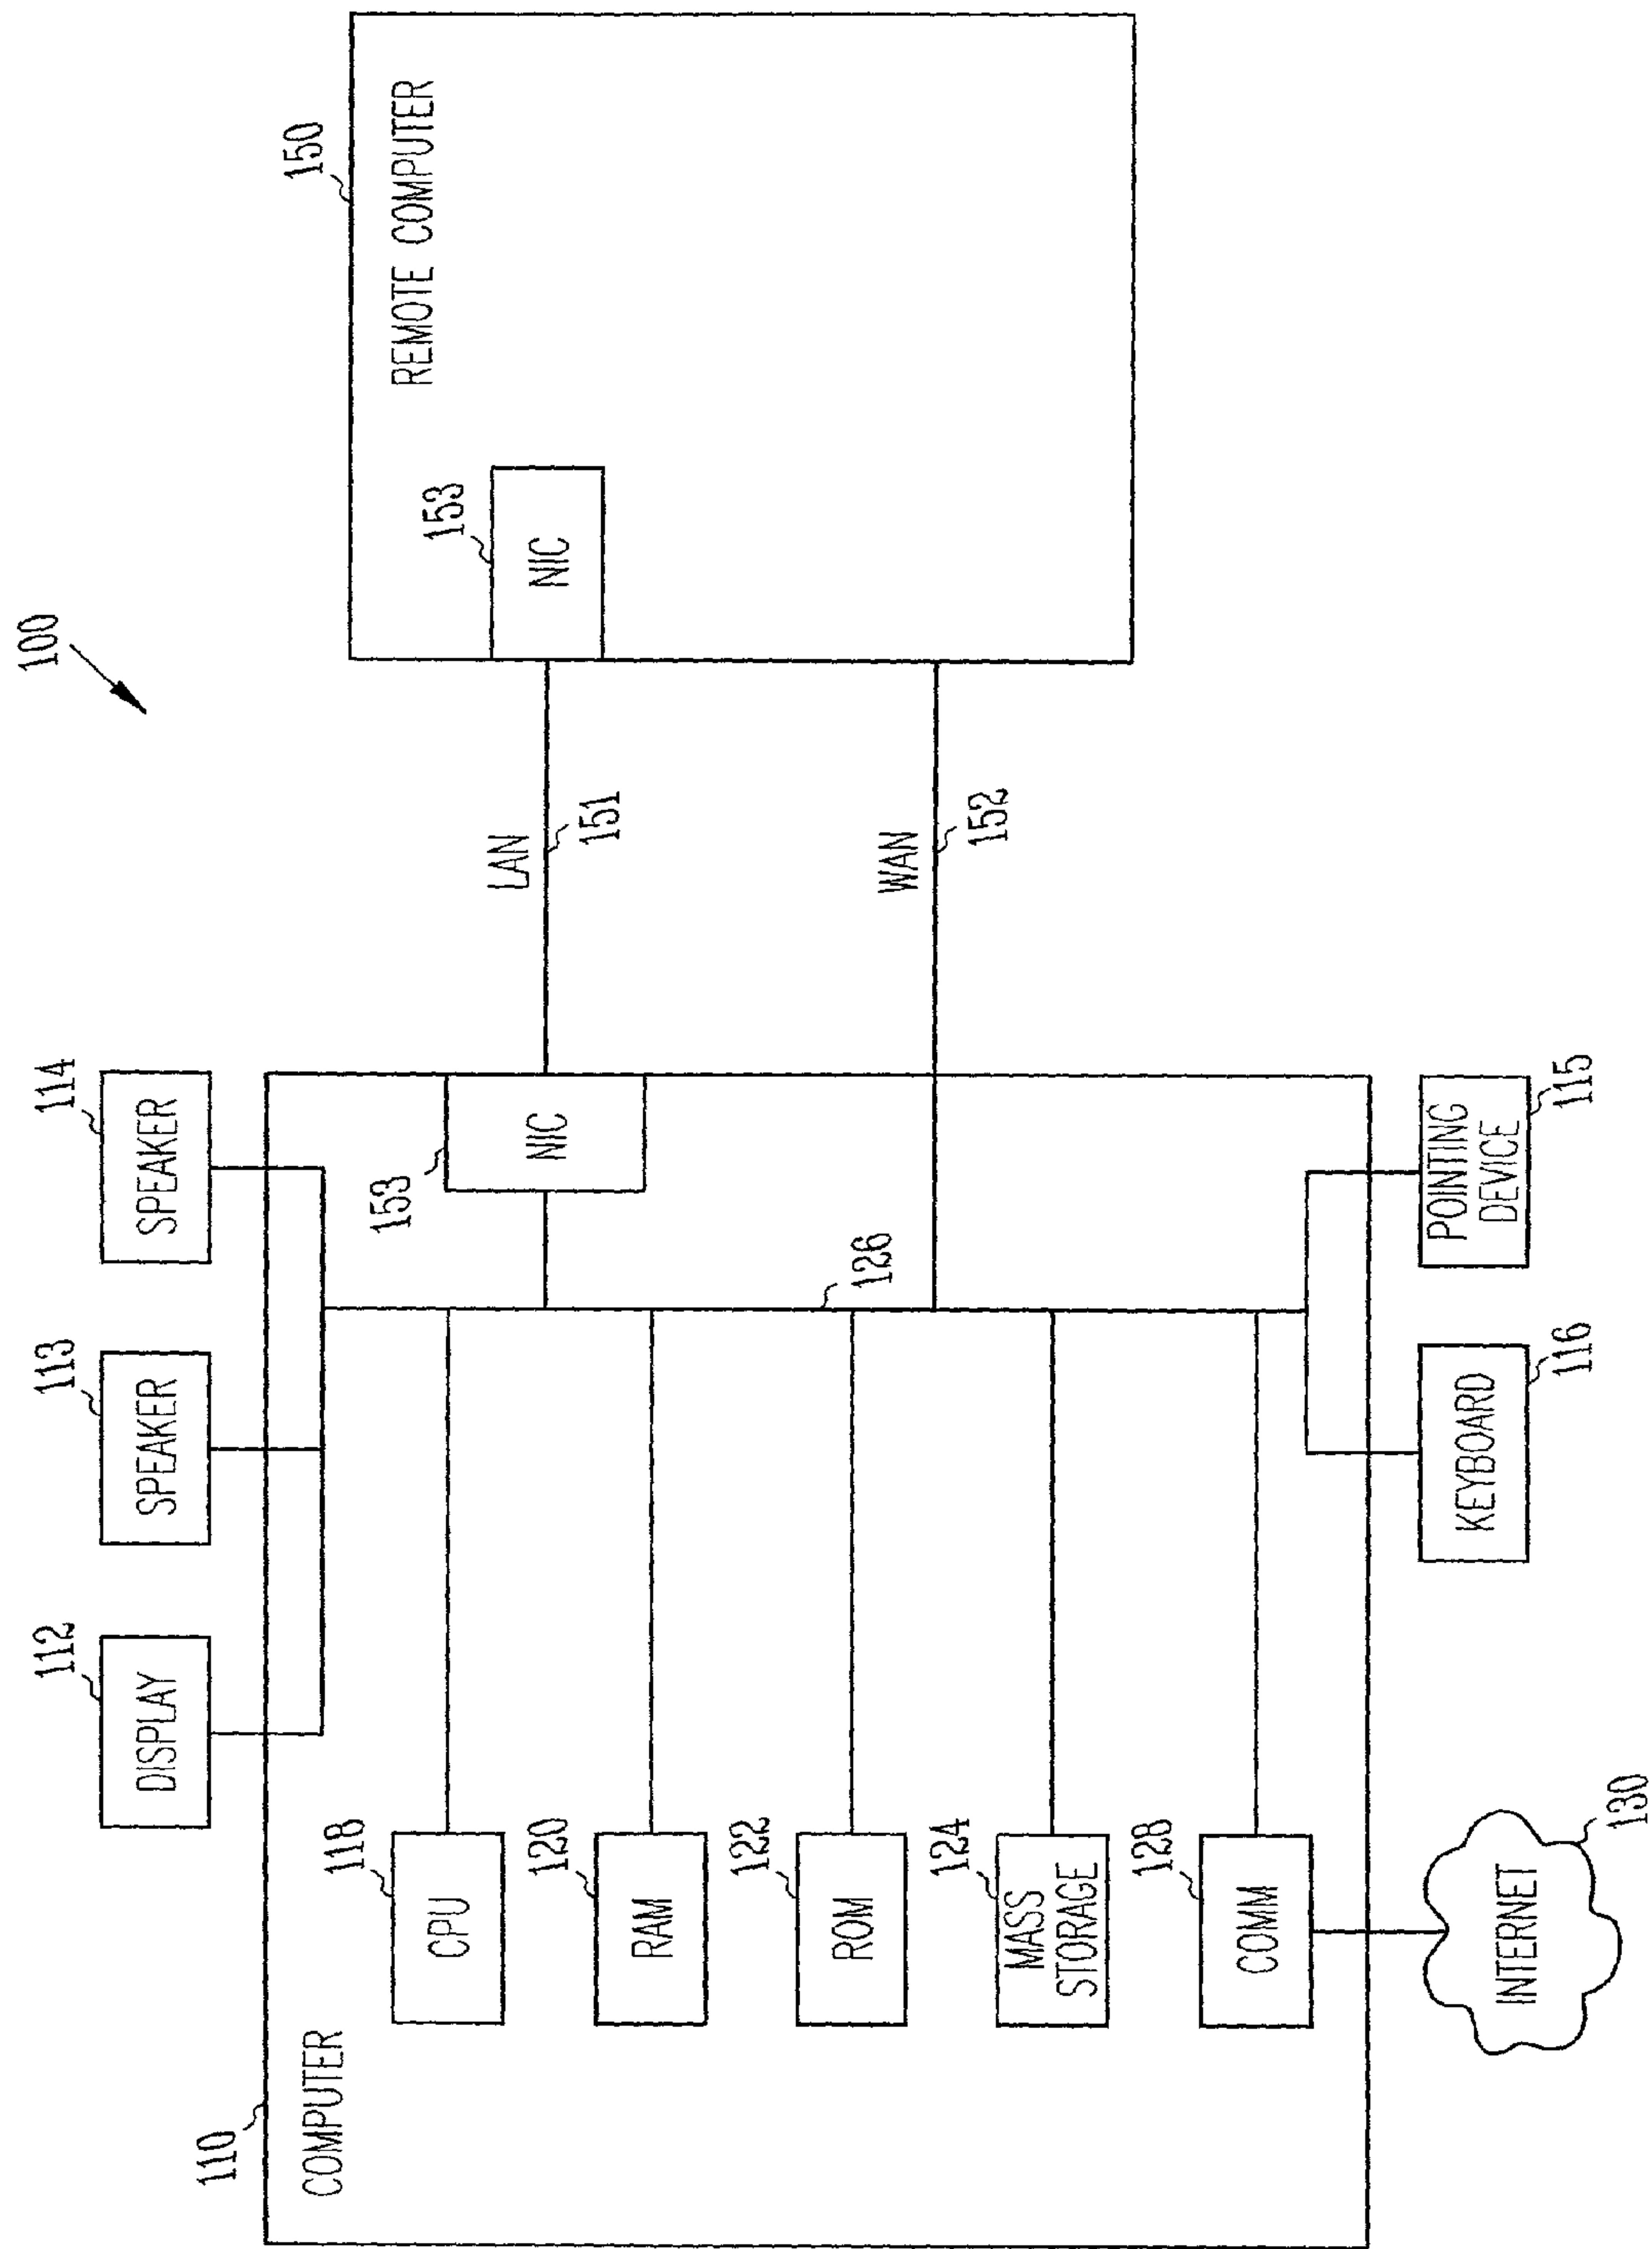 100
110
COMPUTER
112
DISPLAY
113
SPEAKER
114
SPEAKER
118
CPU
120
RAM
122
ROM
124
MASS
STORAGE
128
COMM
126
153
NIC
130
INTERNET
116
KEYBOARD
115
POINTING
DEVICE
LAN
151
WAN
152
150
REMOTE COMPUTER
153
NIC